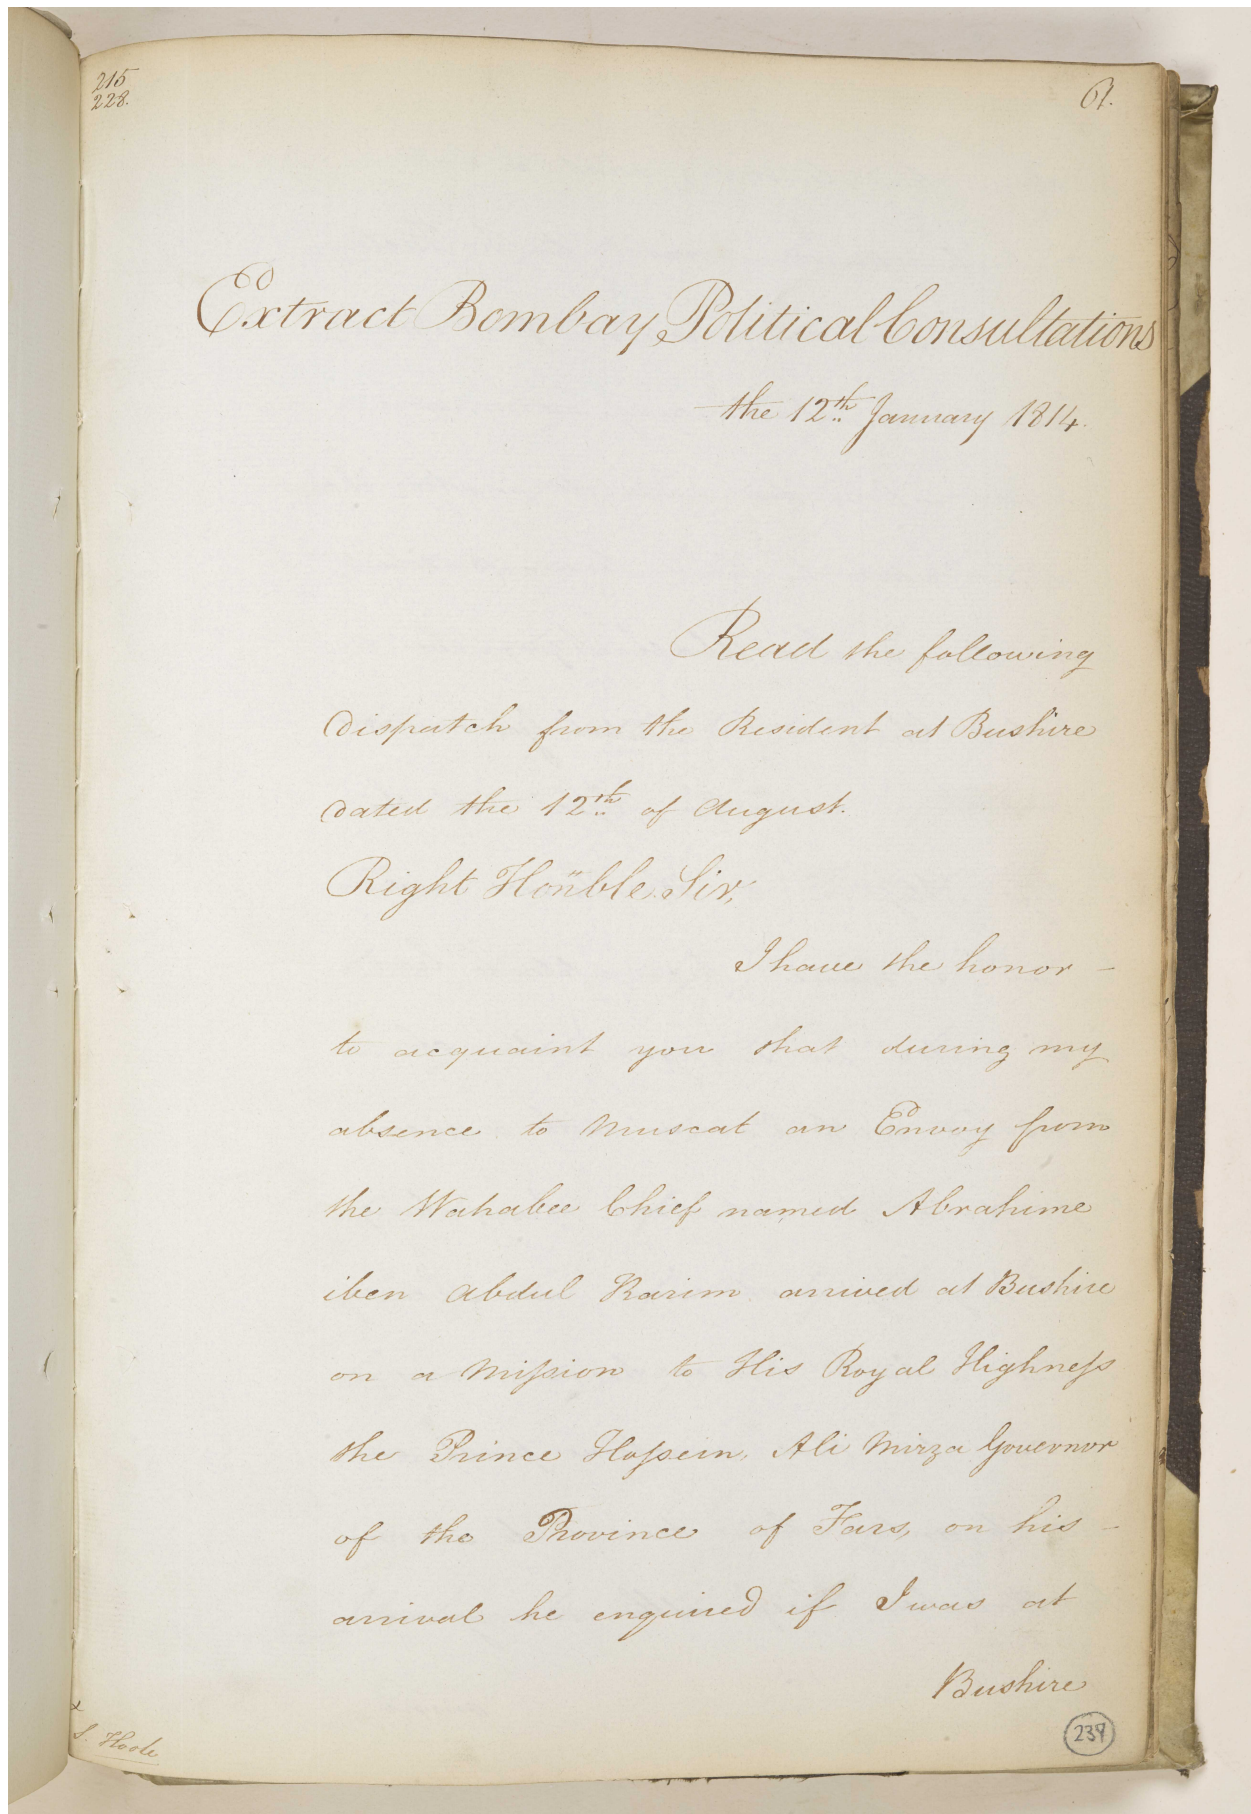 215
228.
61.
Extract Bombay Political Consultations
the 12th January 1814.
Read the following
Dispatch from the Resident at Bushire
dated the 12th of August.
Right Honble Sir,
I have the honor -
to acquaint you that during my
absence to Muscat an Envoy from
the Wahabee Chief named Abrahime
iben Abdul Karim arrived at Bushire
on a Miſsion to His Royal Highneſs
the Prince Hoſsein, Ali Mirza Governor
of the Province of Fars, on his -
arrival he enquired if I was at
Bushire
239
S. Hoole